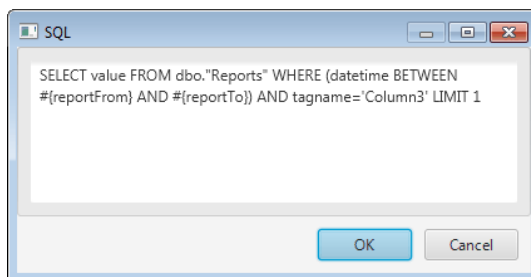 SQL
SELECT value FROM dbo."Reports" WHERE (datetime BETWEEN
#{reportFrom} AND #{reportTo}) AND tagname='Column3' LIMIT 1
OK
Cancel